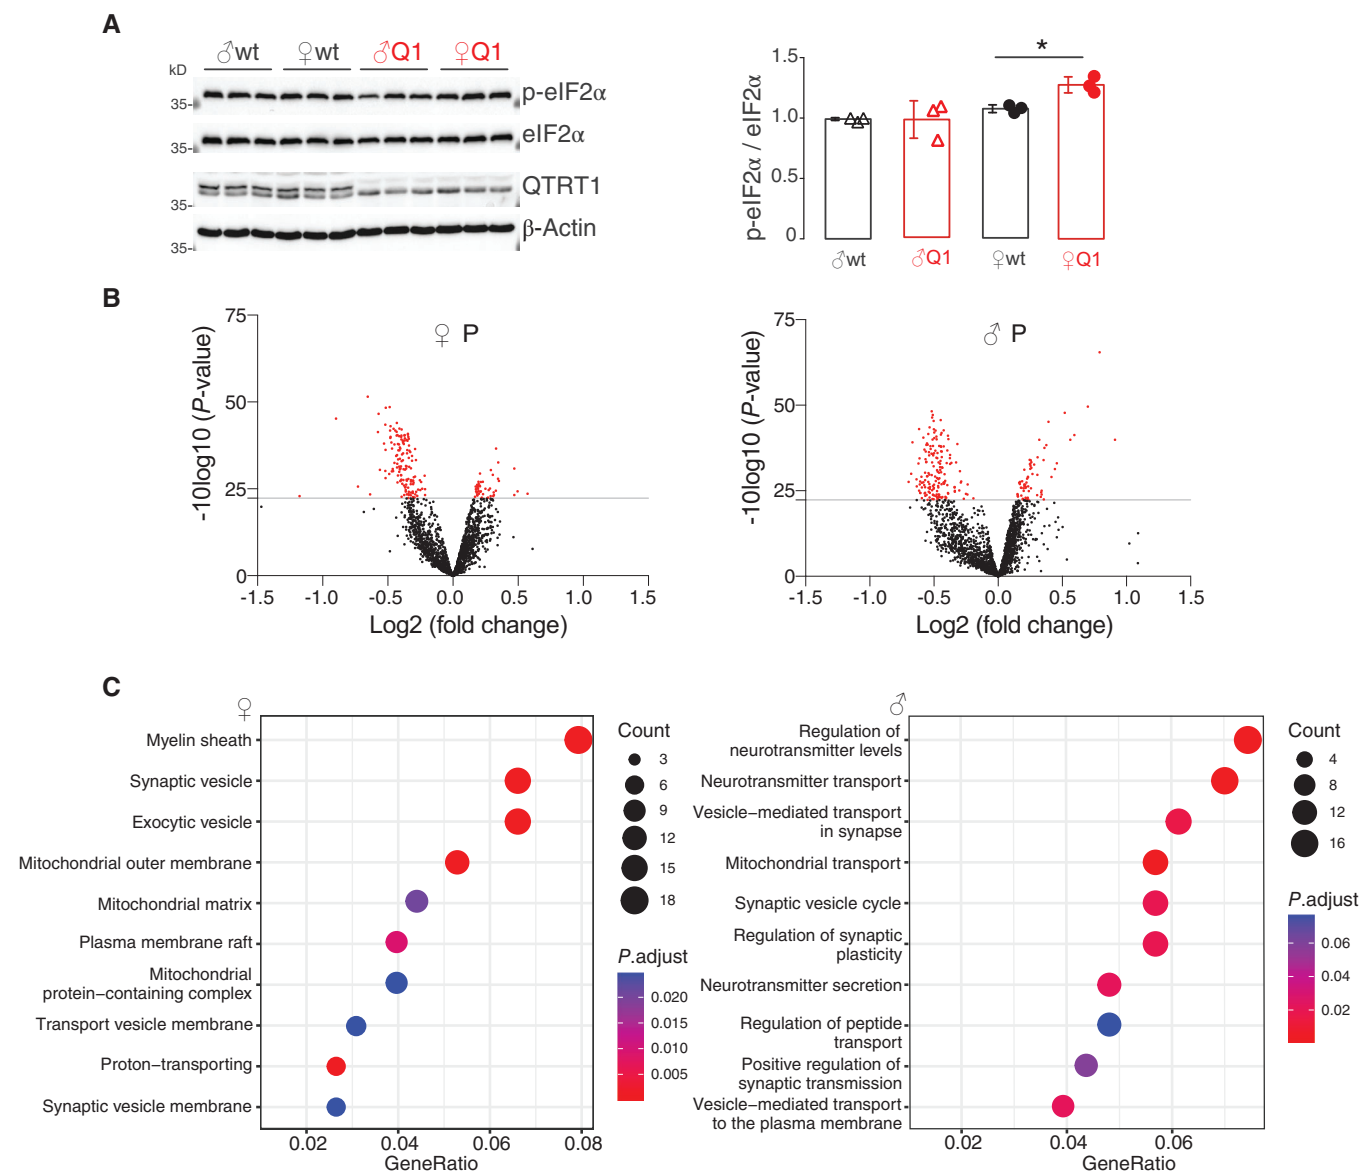 A
♂wt ♀wt ♂Q1 ♀Q1
kD
35-
p-eIF2α
35-
eIF2α
35-
QTRT1
35-
β-Actin
p-eIF2α / eIF2α
1.5
1.0
0.5
0
*
♂wt ♂Q1 ♀wt ♀Q1
B
-10log10 (P-value)
75
50
25
0
♀ P
-1.5 -1.0 -0.5 0.0 0.5 1.0 1.5
Log2 (fold change)
-10log10 (P-value)
75
50
25
0
♂ P
-1.5 -1.0 -0.5 0.0 0.5 1.0 1.5
Log2 (fold change)
C
♀
Myelin sheath
Synaptic vesicle
Exocytic vesicle
Mitochondrial outer membrane
Mitochondrial matrix
Plasma membrane raft
Mitochondrial
protein−containing complex
Transport vesicle membrane
Proton−transporting
Synaptic vesicle membrane
0.02 0.04 0.06 0.08
GeneRatio
Count
3
6
9
12
15
18
P.adjust
0.020
0.015
0.010
0.005
♂
Regulation of
neurotransmitter levels
Neurotransmitter transport
Vesicle−mediated transport
in synapse
Mitochondrial transport
Synaptic vesicle cycle
Regulation of synaptic
plasticity
Neurotransmitter secretion
Regulation of peptide
transport
Positive regulation of
synaptic transmission
Vesicle−mediated transport
to the plasma membrane
0.02 0.04 0.06
GeneRatio
Count
4
8
12
16
P.adjust
0.06
0.04
0.02